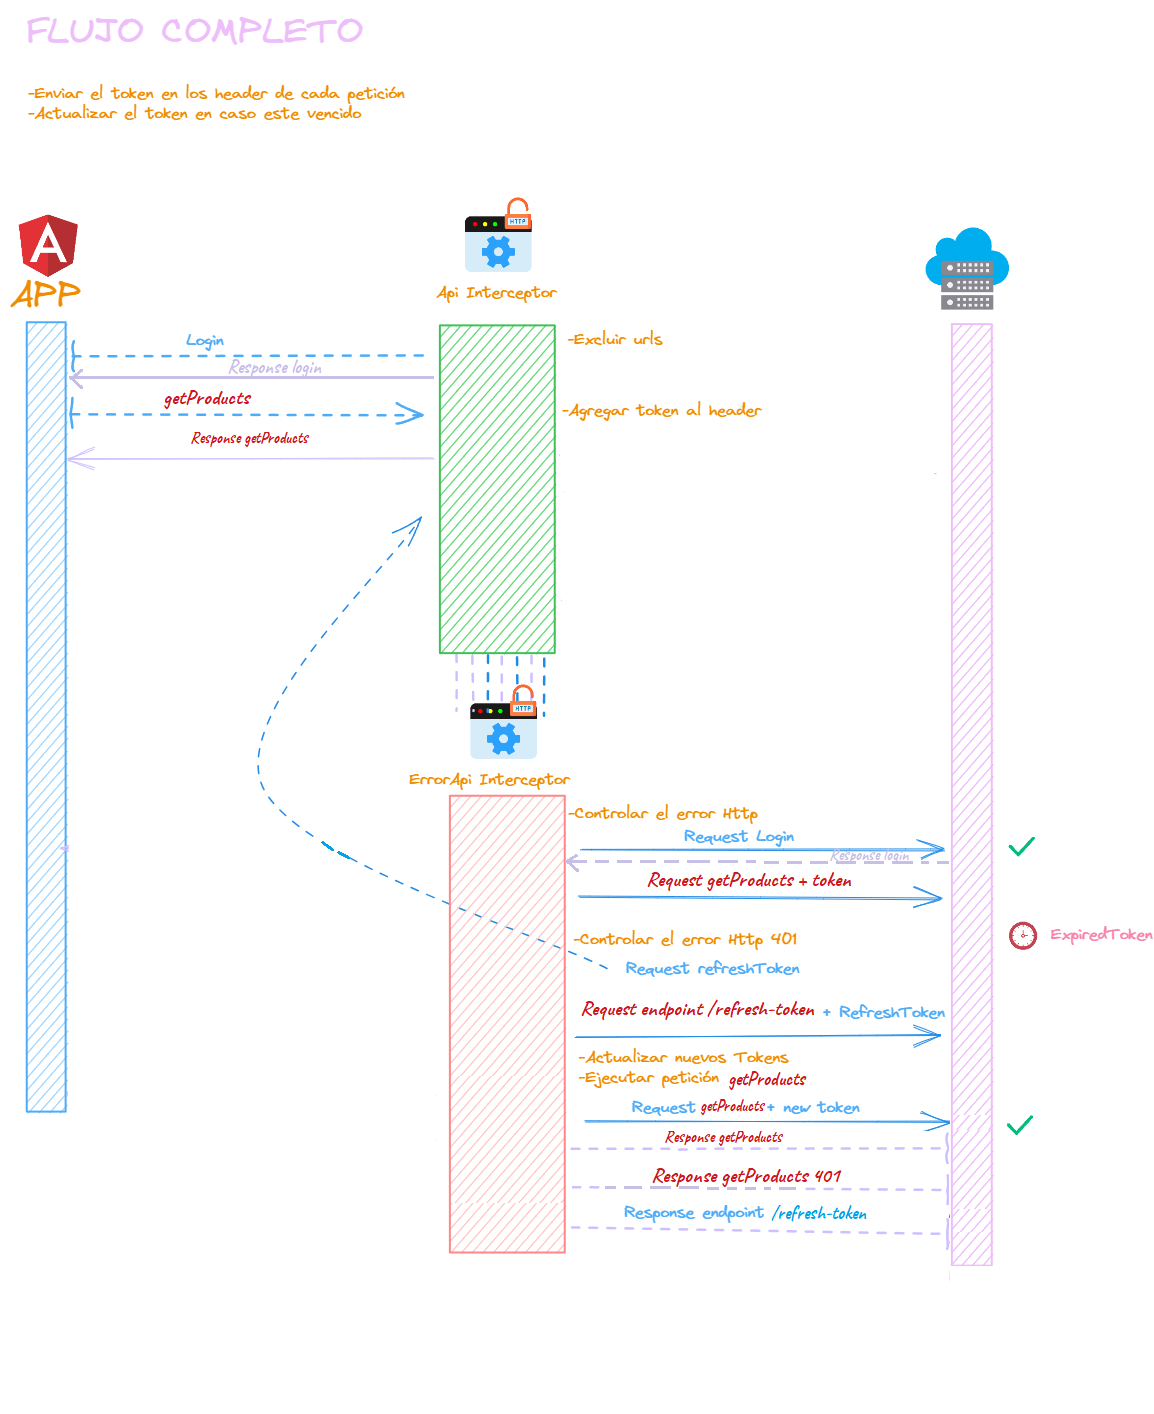 FLUJO COMPLETO
-Enviar el token en los header de cada petición
-Actualizar el token en caso este vencido
HTTP
APP
Api Interceptor
Login
-Excluir urls
Response login
getProducts
-Agregar token al header
Response getProducts
HTTP
ErrorApi Interceptor
-Controlar el error Http
Request Login
Response login
Request getProducts + token
-Controlar el error Http 401
ExpiredToken
Request refreshToken
Request endpoint /refresh-token + RefreshToken
-Actualizar nuevos Tokens
-Ejecutar petición getProducts
Request getProducts + new token
Response getProducts
Response getProducts 401
Response endpoint /refresh-token